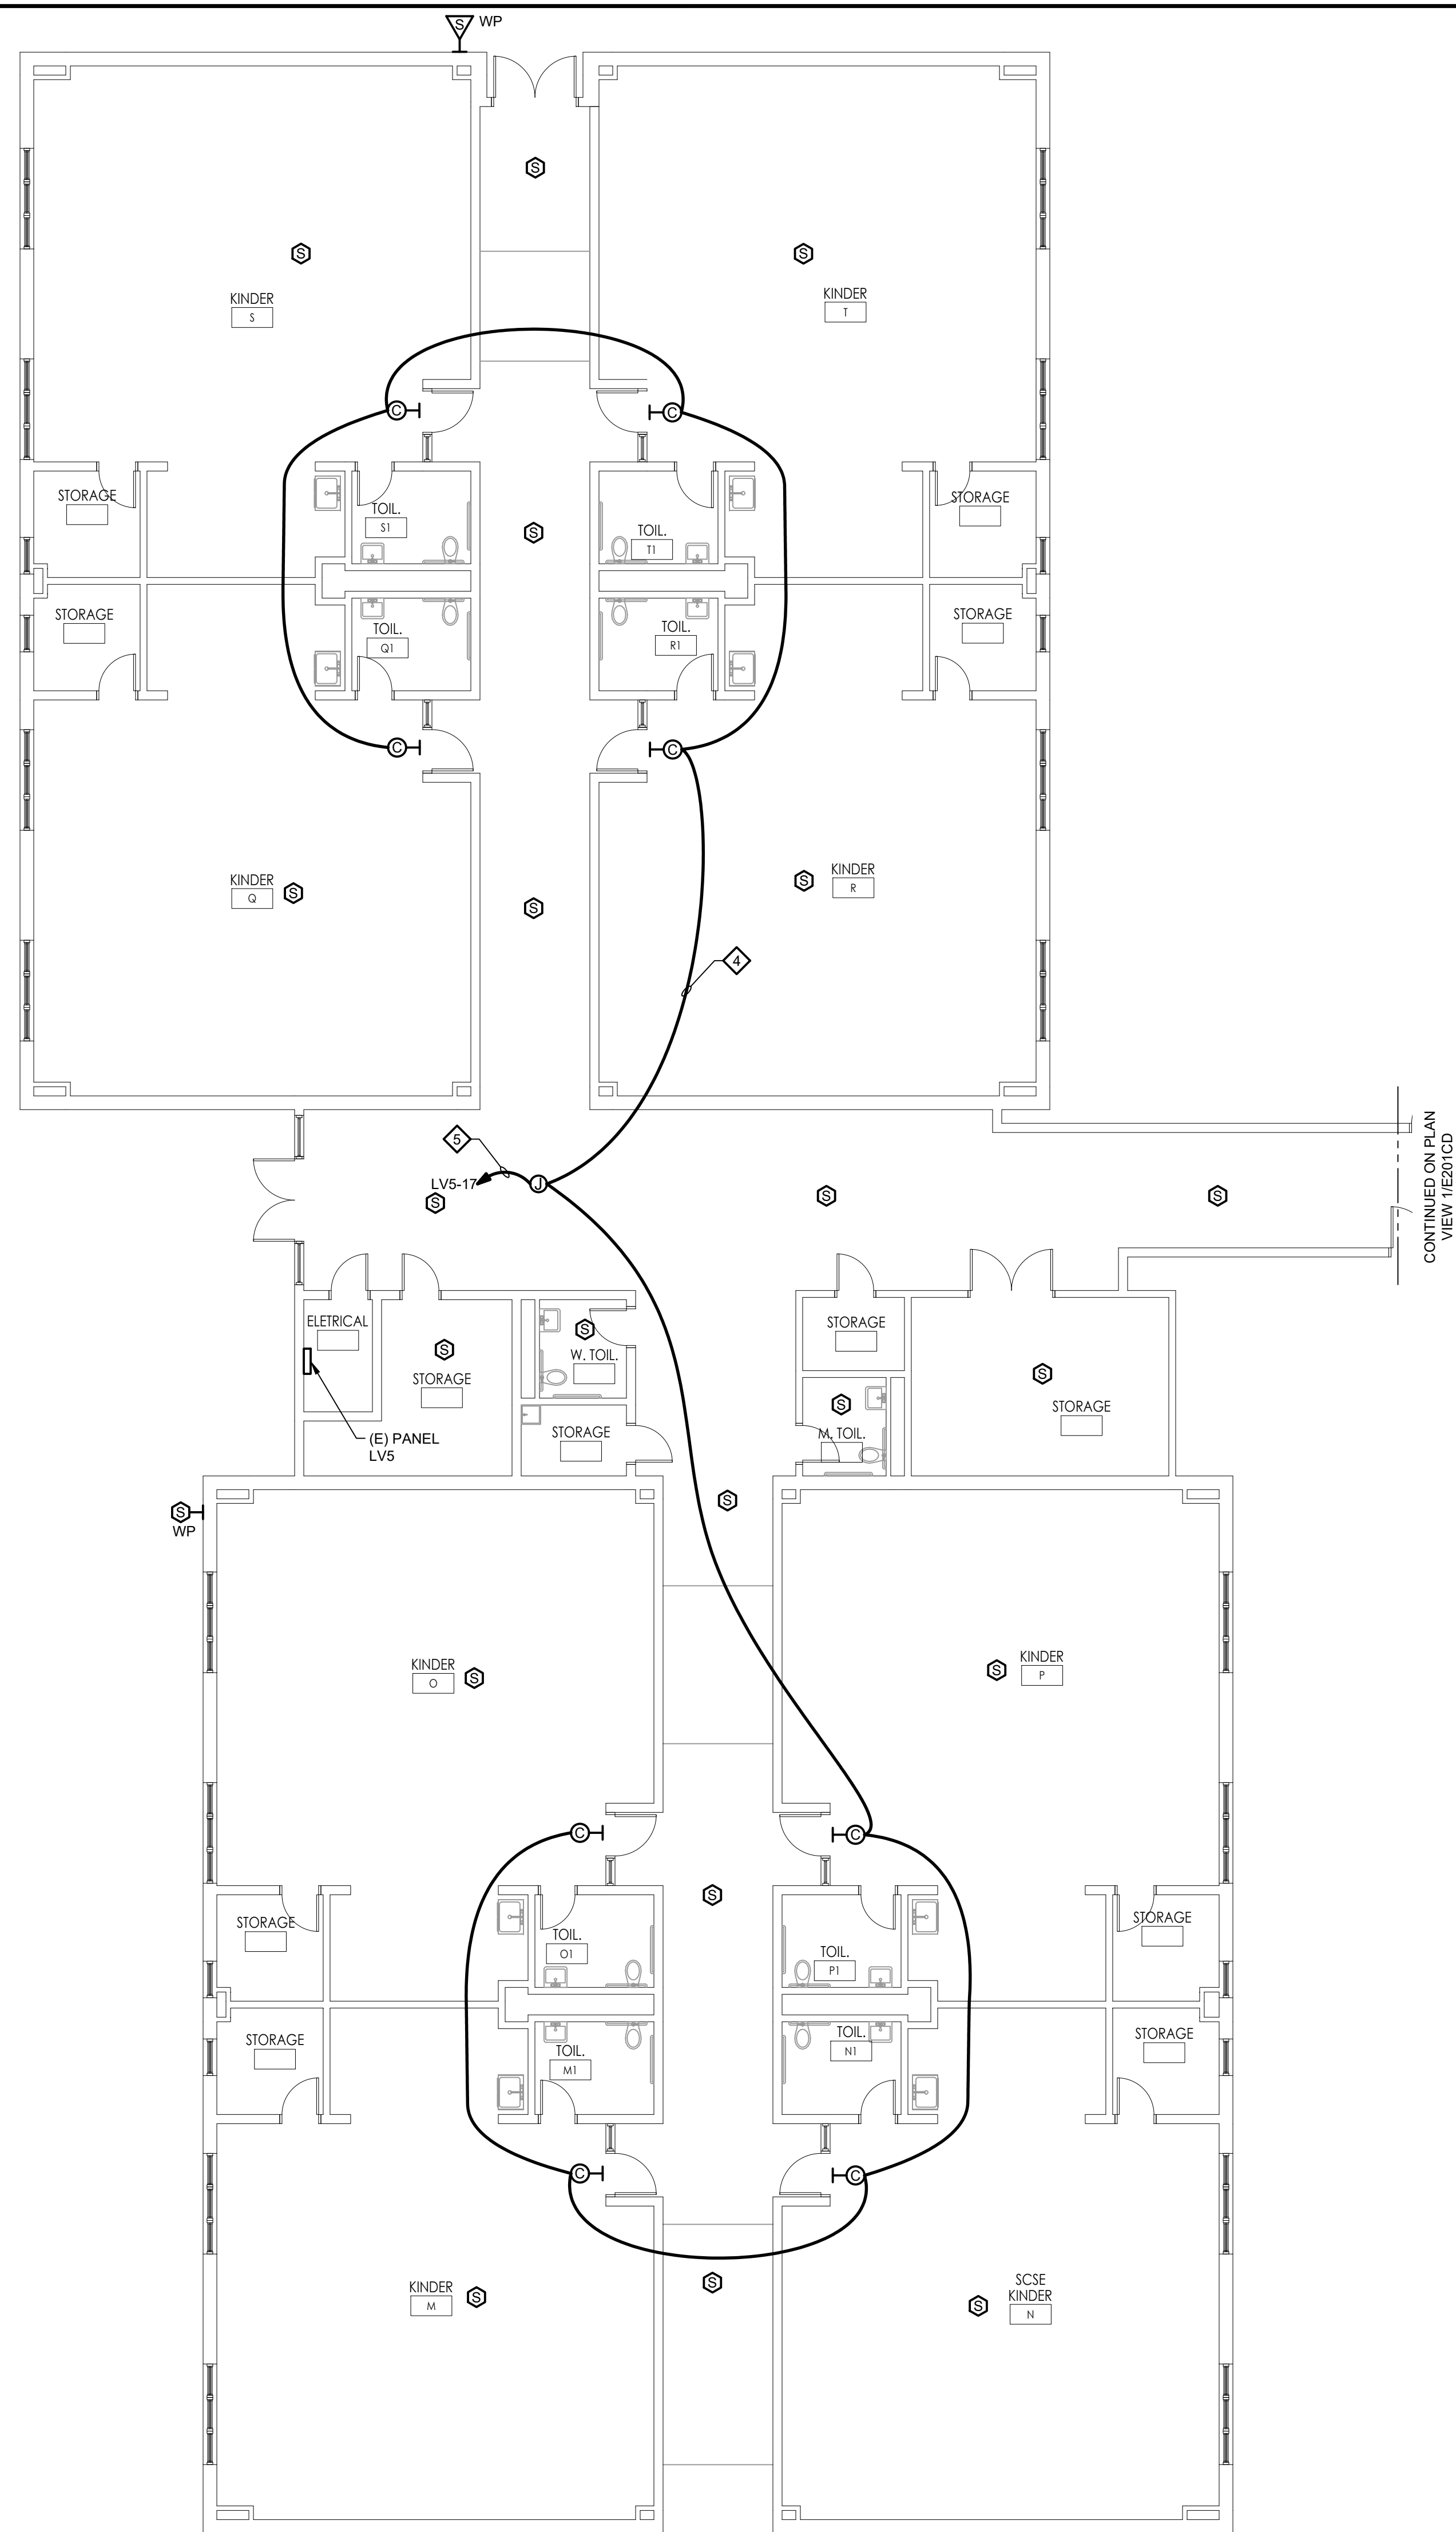 S WP
S
S
S
KINDER
S
KINDER
T
C
C
STORAGE
TOIL.
S1
S
TOIL.
T1
STORAGE
STORAGE
TOIL.
Q1
TOIL.
R1
STORAGE
C
C
KINDER
Q
S
S
S
KINDER
R
4
5
LV5-17
J
S
S
S
CONTINUED ON PLAN
VIEW 1/E201CD
ELETRICAL
S
STORAGE
S
W. TOIL.
STORAGE
S
M. TOIL.
STORAGE
S
STORAGE
(E) PANEL
LV5
S
WP
S
KINDER
O
S
S
KINDER
P
C
C
S
STORAGE
TOIL.
O1
TOIL.
P1
STORAGE
STORAGE
TOIL.
M1
TOIL.
N1
STORAGE
C
C
KINDER
M
S
S
S
SCSE
KINDER
N